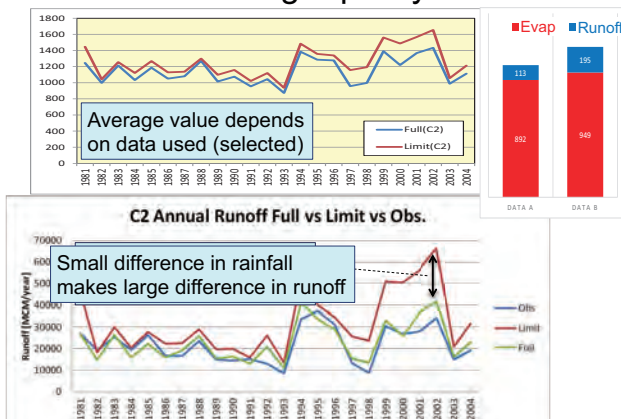 1800
1600
1400
1200
1000
800
600
400
200
0
Average value depends
on data used (selected)
Full(C2)
Limit(C2)
1981 1982 1983 1984 1985 1986 1987 1988 1989 1990 1991 1992 1993 1994 1995 1996 1997 1998 1999 2000 2001 2002 2003 2004
Evap Runoff
113
892
195
949
DATA A DATA B
C2 Annual Runoff Full vs Limit vs Obs.
Runoff [MCM/year]
70000
60000
50000
40000
30000
20000
10000
0
Small difference in rainfall
makes large difference in runoff
Obs
Limit
Full
1981 1982 1983 1984 1985 1986 1987 1988 1989 1990 1991 1992 1993 1994 1995 1996 1997 1998 1999 2000 2001 2002 2003 2004